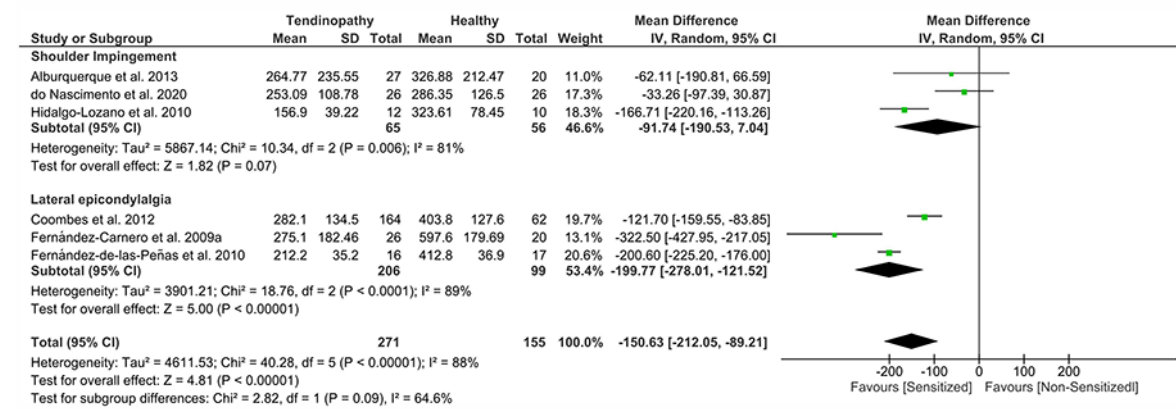 Tendinopathy Healthy Mean Difference Mean Difference
Study or Subgroup Mean SD Total Mean SD Total Weight IV, Random, 95% CI IV, Random, 95% CI
Shoulder Impingement
Alburquerque et al. 2013 264.77 235.55 27 326.88 212.47 20 11.0% -62.11 [-190.81, 66.59]
do Nascimento et al. 2020 253.09 108.78 26 286.35 126.5 26 17.3% -33.26 [-97.39, 30.87]
Hidalgo-Lozano et al. 2010 156.9 39.22 12 323.61 78.45 10 18.3% -166.71 [-220.16, -113.26]
Subtotal (95% CI) 65 56 46.6% -91.74 [-190.53, 7.04]
Heterogeneity: Tau² = 5867.14; Chi² = 10.34, df = 2 (P = 0.006); I² = 81%
Test for overall effect: Z = 1.82 (P = 0.07)
Lateral epicondylalgia
Coombes et al. 2012 282.1 134.5 164 403.8 127.6 62 19.7% -121.70 [-159.55, -83.85]
Fernández-Carnero et al. 2009a 275.1 182.46 26 597.6 179.69 20 13.1% -322.50 [-427.95, -217.05]
Fernández-de-las-Peñas et al. 2010 212.2 35.2 16 412.8 36.9 17 20.6% -200.60 [-225.20, -176.00]
Subtotal (95% CI) 206 99 53.4% -199.77 [-278.01, -121.52]
Heterogeneity: Tau² = 3901.21; Chi² = 18.76, df = 2 (P < 0.0001); I² = 89%
Test for overall effect: Z = 5.00 (P < 0.00001)
Total (95% CI) 271 155 100.0% -150.63 [-212.05, -89.21]
Heterogeneity: Tau² = 4611.53; Chi² = 40.28, df = 5 (P < 0.00001); I² = 88%
Test for overall effect: Z = 4.81 (P < 0.00001)
Test for subgroup differences: Chi² = 2.82, df = 1 (P = 0.09), I² = 64.6%
-200 -100 0 100 200
Favours [Sensitized] Favours [Non-Sensitizedl]